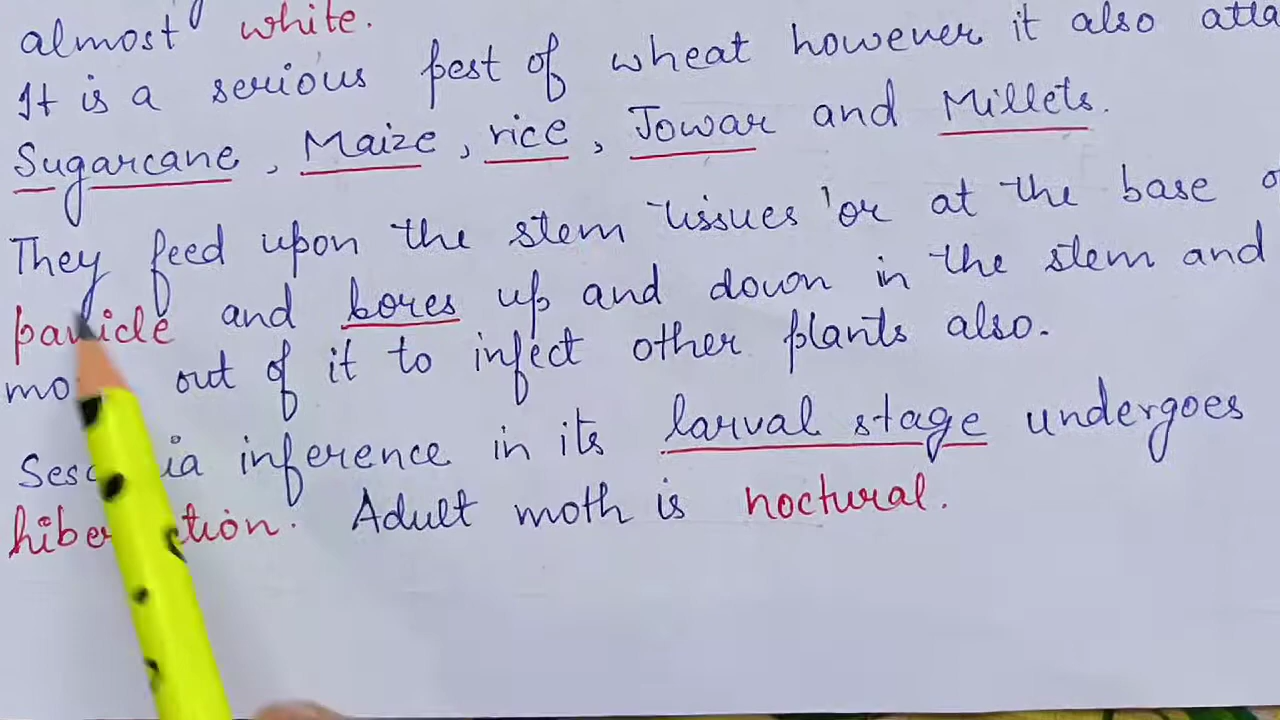 almost white.
It is a serious pest of wheat however it also atta
Sugarcane, Maize, rice, Jowar and Millets.
They feed upon the stem tissues or at the base o
panicle and bores up and down in the stem and
out of it to infect other plants also.
inference in its larval stage undergoes
Adult moth is noctural.